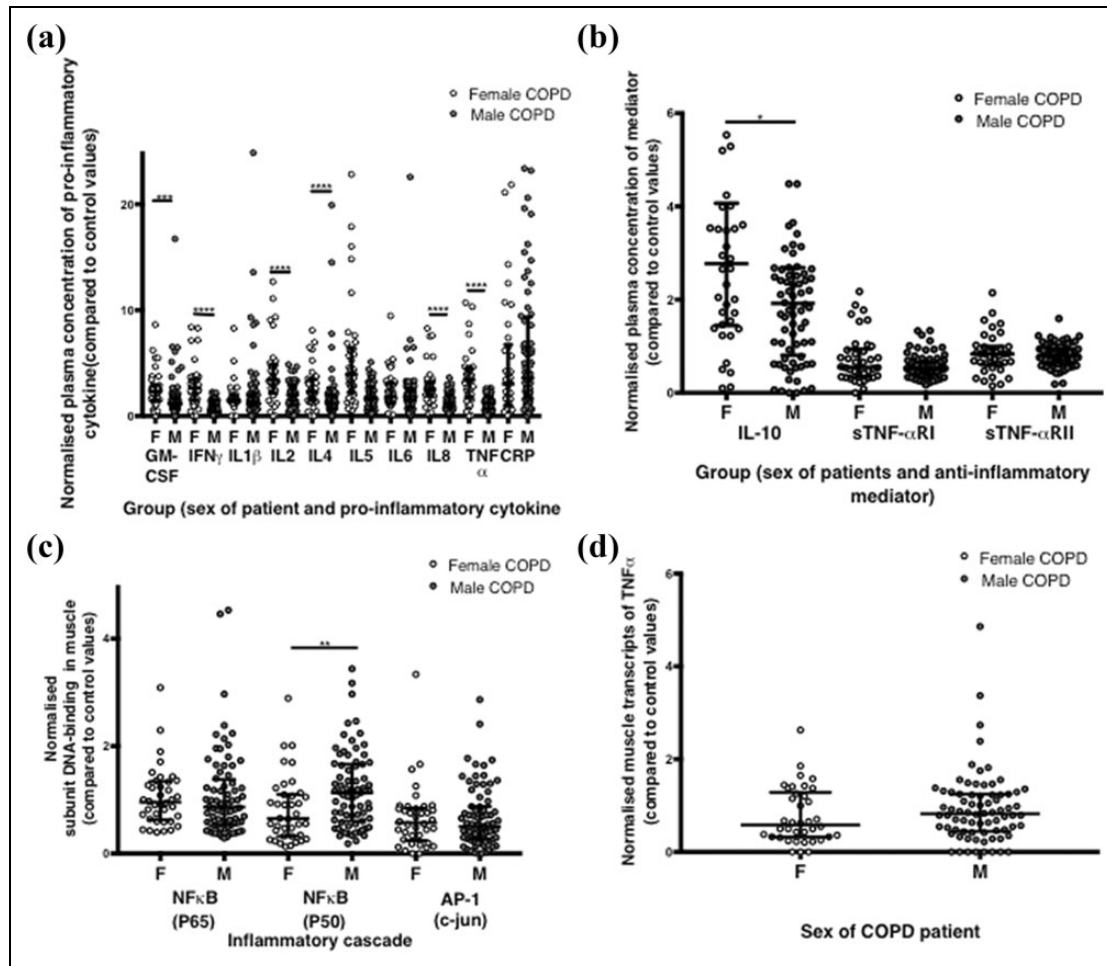 (a)
Normalised plasma concentration of pro-inflammatory
cytokine(compared to control values)
Female COPD
Male COPD
20
10
0
***
****
****
****
****
****
F M F M F M F M F M F M F M F M F M F M
GM- IFNγ IL1β IL2 IL4 IL5 IL6 IL8 TNF CRP
CSF α
Group (sex of patient and pro-inflammatory cytokine
(b)
Normalised plasma concentration of mediator
(compared to control values)
Female COPD
Male COPD
6
4
2
0
*
F M F M F M
IL-10 sTNF-αRI sTNF-αRII
Group (sex of patients and anti-inflammatory
mediator)
(c)
Normalised
subunit DNA-binding in muscle
(compared to control values)
Female COPD
Male COPD
4
2
0
**
F M F M F M
NFκB NFκB AP-1
(P65) (P50) (c-jun)
Inflammatory cascade
(d)
Normalised muscle transcripts of TNFα
(compared to control values)
Female COPD
Male COPD
6
4
2
0
F M
Sex of COPD patient